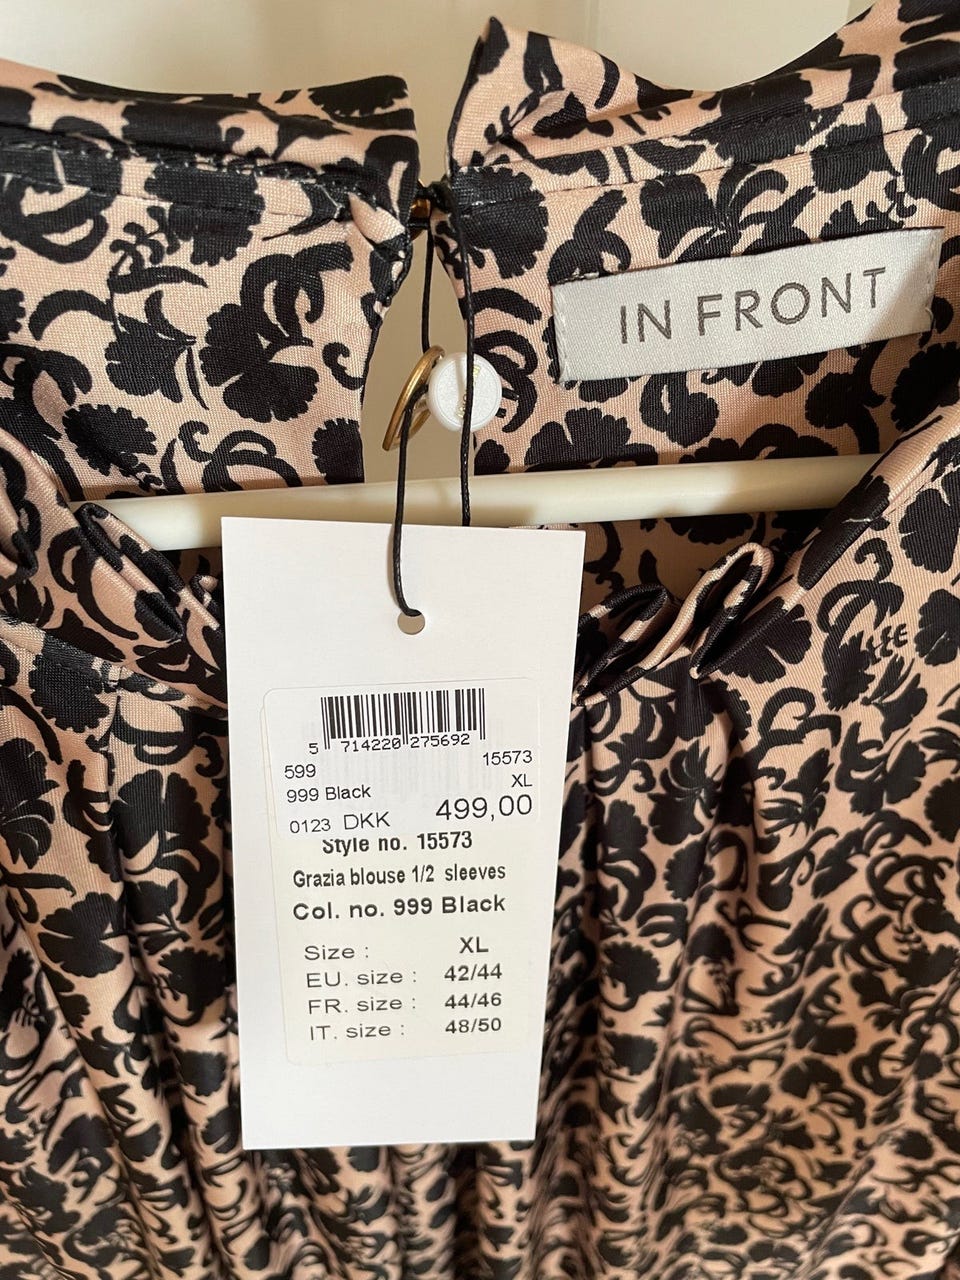 IN FRONT
5 714220 275692
599 15573
999 Black XL
0123 DKK 499,00
Style no. 15573
Grazia blouse 1/2 sleeves
Col. no. 999 Black
Size : XL
EU. size : 42/44
FR. size : 44/46
IT. size : 48/50